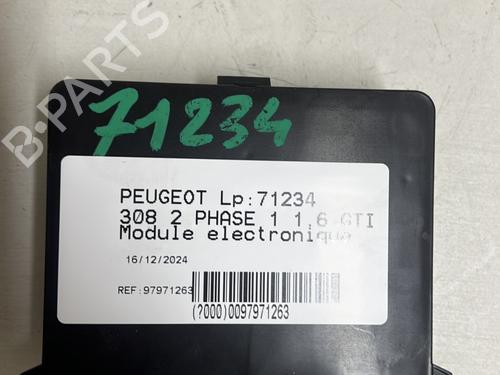 71234
PEUGEOT Lp:71234
308 2 PHASE 1 1.6 GTI
Module electronique
16/12/2024
REF:97971263
(?000)0097971263
B-PARTS